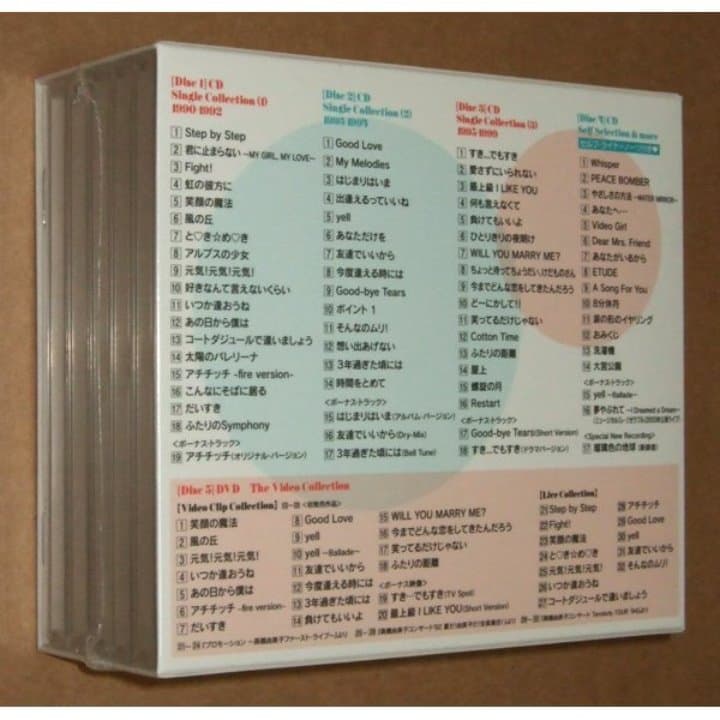 [Disc 1] CD
Single Collection (1)
1990-1992
1 Step by Step
2 君に止まらない ~MY GIRL, MY LOVE~
3 Fight!
4 虹の彼方に
5 笑顔の魔法
6 風の丘
7 と♡き☆め♡き
8 アルプスの少女
9 元気!元気!元気!
10 好きなんて言えないくらい
11 いつか逢おうね
12 あの日から僕は
13 コートダジュールで逢いましょう
14 太陽のバレリーナ
15 アチチッチ -fire version-
16 こんなにそばに居る
17 だいすき
18 ふたりのSymphony
<ボーナストラック>
19 アチチッチ(オリジナル・バージョン)
[Disc 2] CD
Single Collection (2)
1 Good Love
2 My Melodies
3 はじまりはいま
4 出逢えるっていいね
5 yell
6 あなただけを
7 友達でいいから
8 今度逢える時には
9 Good-bye Tears
10 ポイント1
11 そんなのムリ!
12 想い出あげない
13 3年過ぎた頃には
14 時間をとめて
<ボーナストラック>
15 はじまりはいま(アルバム・バージョン)
16 友達でいいから(Dry-Mix)
17 3年過ぎた頃には(Bell Tune)
Single Collection (3)
1995-1999
1 すき…でもすき
2 愛さずにいられない
3 最上級 I LIKE YOU
4 何も言えなくて
5 負けてもいいよ
6 ひとりきりの夜明け
7 WILL YOU MARRY ME?
8 ちょっと待ってちょうだい、けだものさん
9 今までどんな恋をしてきたんだろう
10 どーにかして!!
11 笑ってるだけじゃない
12 Cotton Time
13 ふたりの距離
14 屋上
15 螺旋の月
16 Restart
<ボーナストラック>
17 Good-bye Tears(Short Version)
18 すき…でもすき(ドラマバージョン)
Self Selection & more
セルフ・ライナーノーツ付き♥
1 Whisper
2 PEACE BOMBER
3 やさしさの方法 ~WATER MIRROR~
4 あなたへ…
5 Video Girl
6 Dear Mrs. Friend
7 あなたがいるから
8 ETUDE
9 A Song For You
10 8分休符
11 涙の形のイヤリング
12 おみくじ
13 洗濯機
14 大宮公園
<ボーナストラック>
15 yell ~Ballade~
16 夢やぶれて ~I Dreamed a Dream~
<Special New Recording>
17 瑠璃色の地球
[Disc 5] DVD The Video Collection
[Video Clip Collection]
1 笑顔の魔法
2 風の丘
3 元気!元気!元気!
4 いつか逢おうね
5 あの日から僕は
6 アチチッチ -fire version-
7 だいすき
8 Good Love
9 yell
10 yell ~Ballade~
11 友達でいいから
12 今度逢える時には
13 3年過ぎた頃には
14 負けてもいいよ
15 WILL YOU MARRY ME?
16 今までどんな恋をしてきたんだろう
17 笑ってるだけじゃない
18 ふたりの距離
<ボーナス映像>
19 すき…でもすき(TV Spot)
20 最上級 I LIKE YOU(Short Version)
[Live Collection]
21 Step by Step
22 Fight!
23 笑顔の魔法
24 と♡き☆め♡き
25 元気!元気!元気!
26 いつか逢おうね
27 コートダジュールで逢いましょう
28 アチチッチ
29 Good Love
30 yell
31 友達でいいから
32 そんなのムリ!